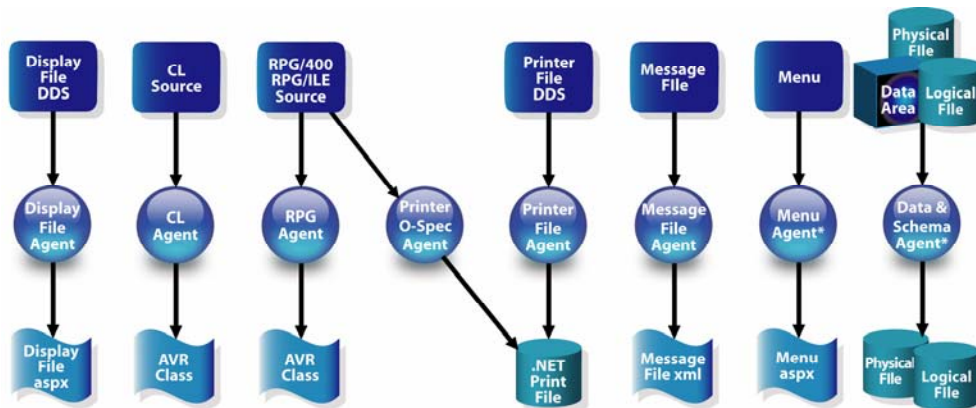 Display
File
DDS
CL
Source
RPG/400
RPG/ILE
Source
Printer
File
DDS
Message
FIle
Menu
Physical
FIle
Data
Area
Logical
FIle
Display
File
Agent
CL
Agent
RPG
Agent
Printer
O-Spec
Agent
Printer
File
Agent
Message
File
Agent
Menu
Agent*
Data &
Schema
Agent*
Display
File
aspx
AVR
Class
AVR
Class
.NET
Print
File
Message
File xml
Menu
aspx
Physical
FIle
Logical
FIle